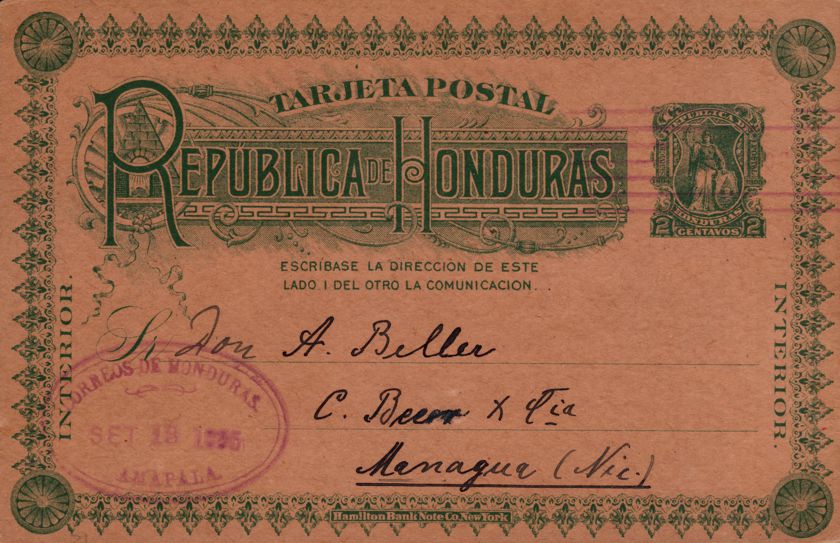 TARJETA POSTAL
REPÚBLICA DE HONDURAS
REPUBLICA DE
HONDURAS
2 CENTAVOS 2
ESCRÍBASE LA DIRECCIÓN DE ESTE
LADO I DEL OTRO LA COMUNICACION.
INTERIOR.
INTERIOR.
Sr. Don A. Beller
C. & Cia
Managua (Nic.)
CORREOS DE HONDURAS.
SET 18
AMAPALA
Hamilton Bank Note Co. New York